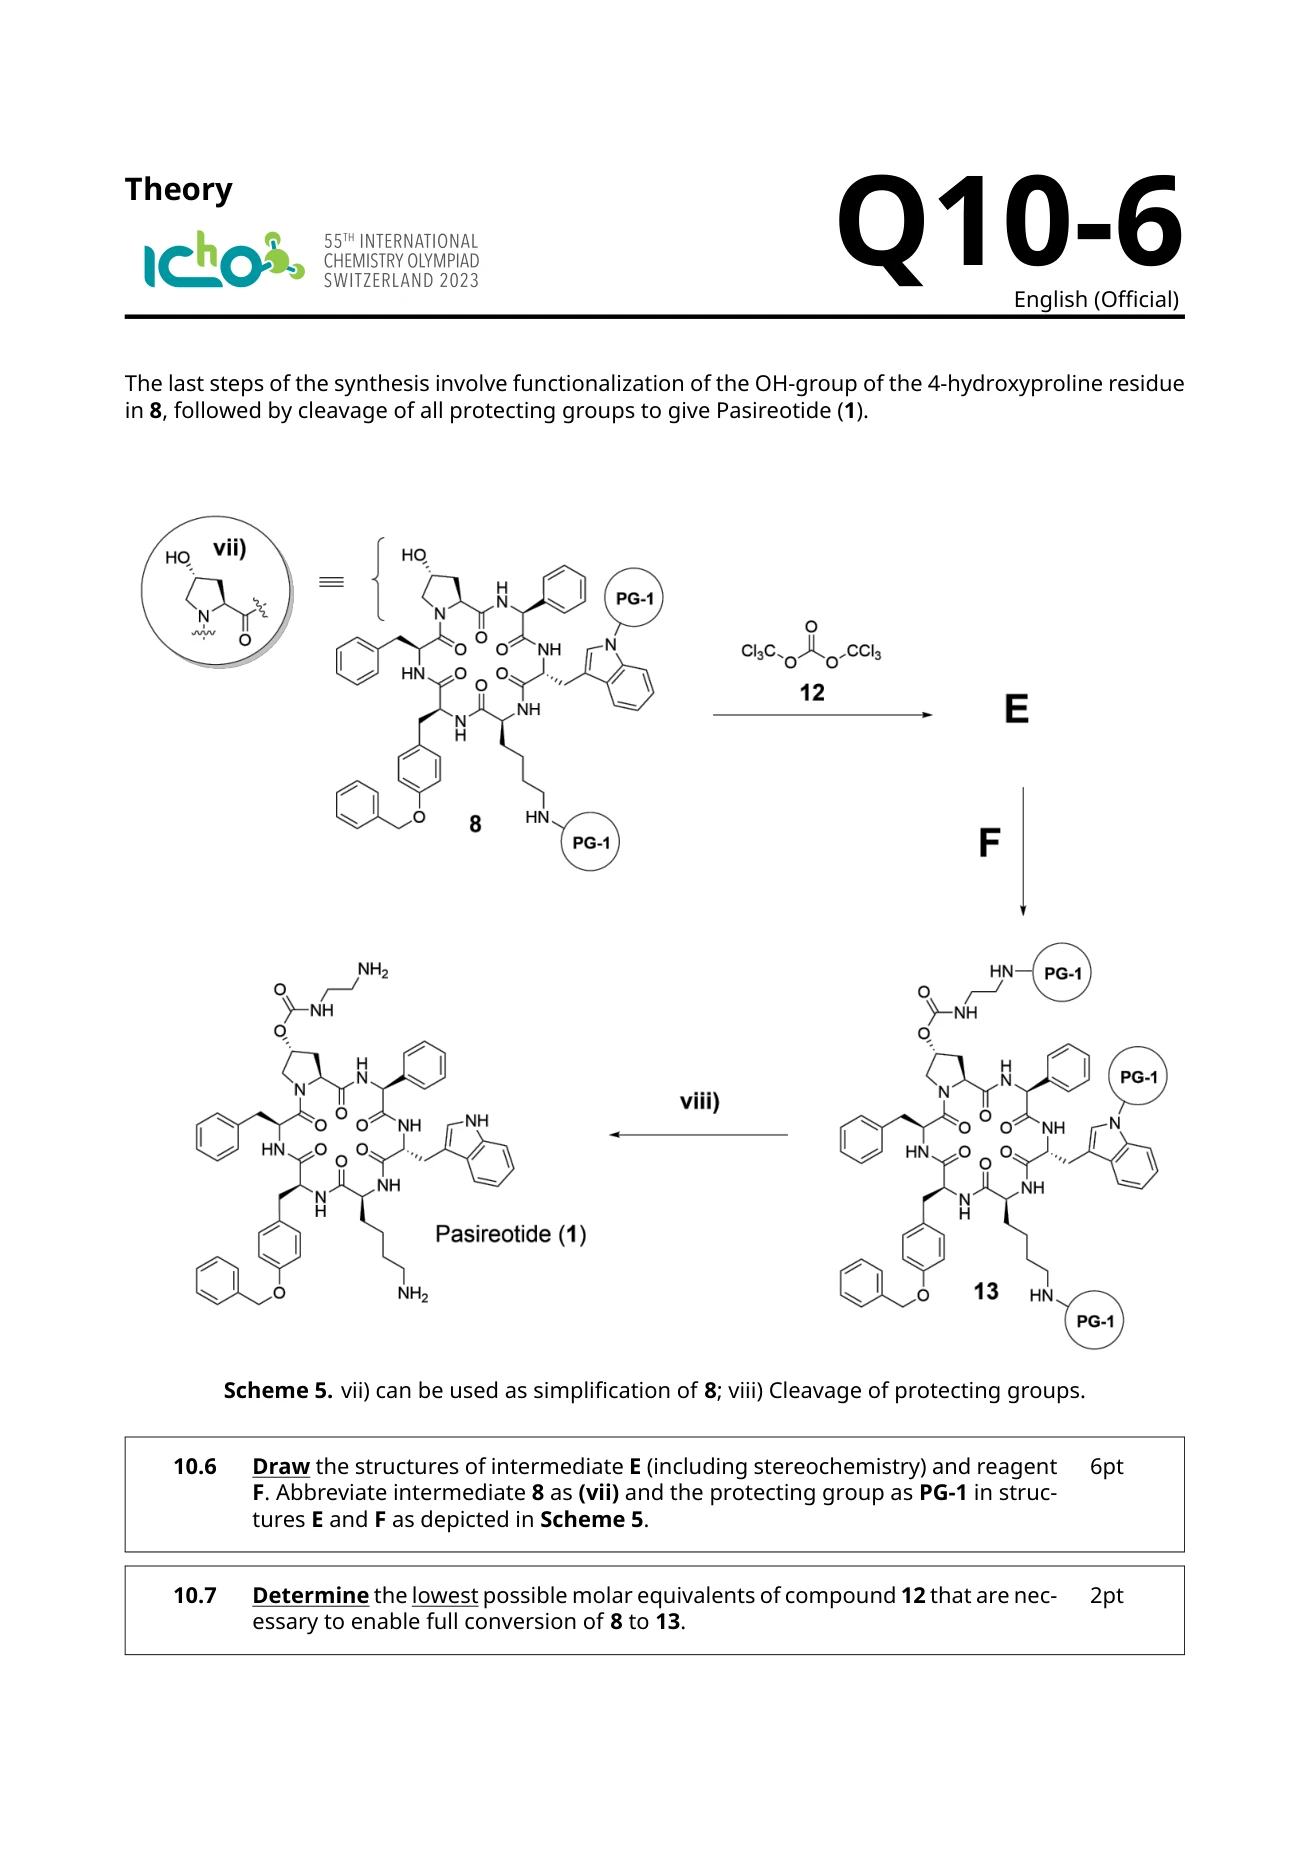 Theory
Q10-6
IChO
55TH INTERNATIONAL
CHEMISTRY OLYMPIAD
SWITZERLAND 2023
English (Official)
The last steps of the synthesis involve functionalization of the OH-group of the 4-hydroxyproline residue
in 8, followed by cleavage of all protecting groups to give Pasireotide (1).
vii)
HO
N
O
HO
N
O
H
N
O
O
NH
N
PG-1
O
HN
O
O
O
NH
N
H
O
HN
PG-1
8
O
Cl3C
O
O
CCl3
12
E
F
NH2
O
NH
O
N
O
H
N
O
O
NH
NH
O
HN
O
O
O
NH
N
H
O
NH2
Pasireotide (1)
viii)
HN
PG-1
O
NH
O
N
O
H
N
O
O
NH
N
PG-1
O
HN
O
O
O
NH
N
H
O
HN
PG-1
13
Scheme 5. vii) can be used as simplification of 8; viii) Cleavage of protecting groups.
10.6 Draw the structures of intermediate E (including stereochemistry) and reagent 6pt
F. Abbreviate intermediate 8 as (vii) and the protecting group as PG-1 in struc-
tures E and F as depicted in Scheme 5.
10.7 Determine the lowest possible molar equivalents of compound 12 that are nec- 2pt
essary to enable full conversion of 8 to 13.